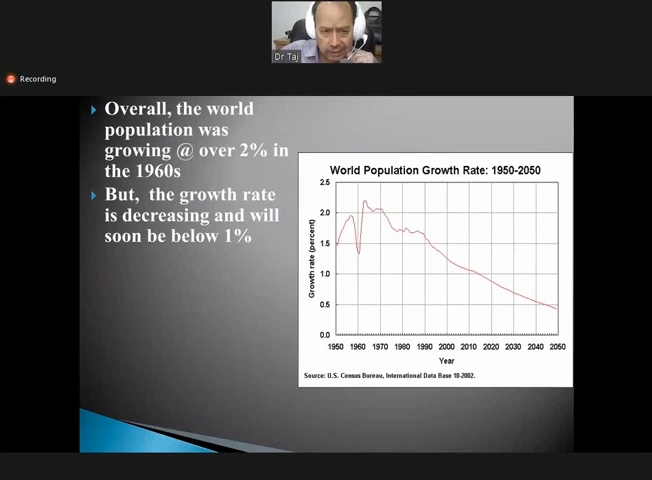 Dr Taj
Recording
Overall, the world
population was
growing @ over 2% in
the 1960s
But, the growth rate
is decreasing and will
soon be below 1%
World Population Growth Rate: 1950-2050
Growth rate (percent)
2.5
2.0
1.5
1.0
0.5
0.0
1950 1960 1970 1980 1990 2000 2010 2020 2030 2040 2050
Year
Source: U.S. Census Bureau, International Data Base 10-2002.